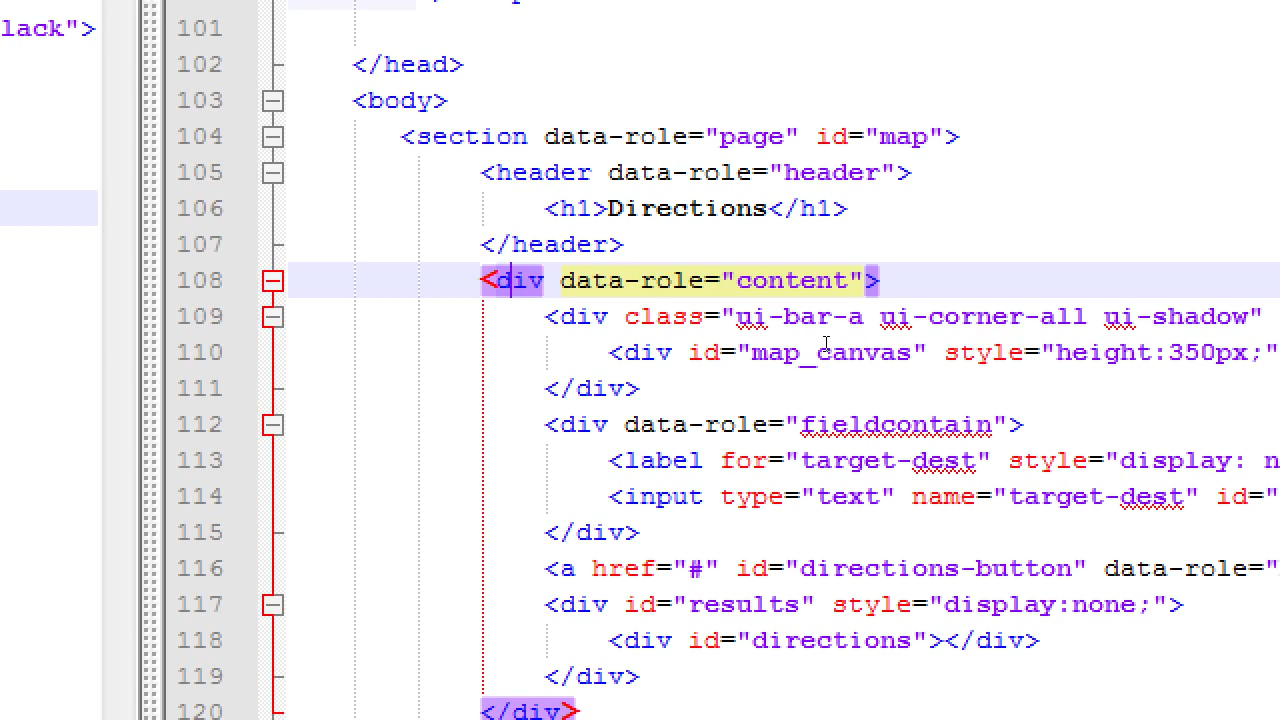 lack">
101
102 </head>
103 <body>
104 <section data-role="page" id="map">
105 <header data-role="header">
106 <h1>Directions</h1>
107 </header>
108 <div data-role="content">
109 <div class="ui-bar-a ui-corner-all ui-shadow"
110 <div id="map_canvas" style="height:350px;"
111 </div>
112 <div data-role="fieldcontain">
113 <label for="target-dest" style="display: n
114 <input type="text" name="target-dest" id="
115 </div>
116 <a href="#" id="directions-button" data-role="
117 <div id="results" style="display:none;">
118 <div id="directions"></div>
119 </div>
120 </div>